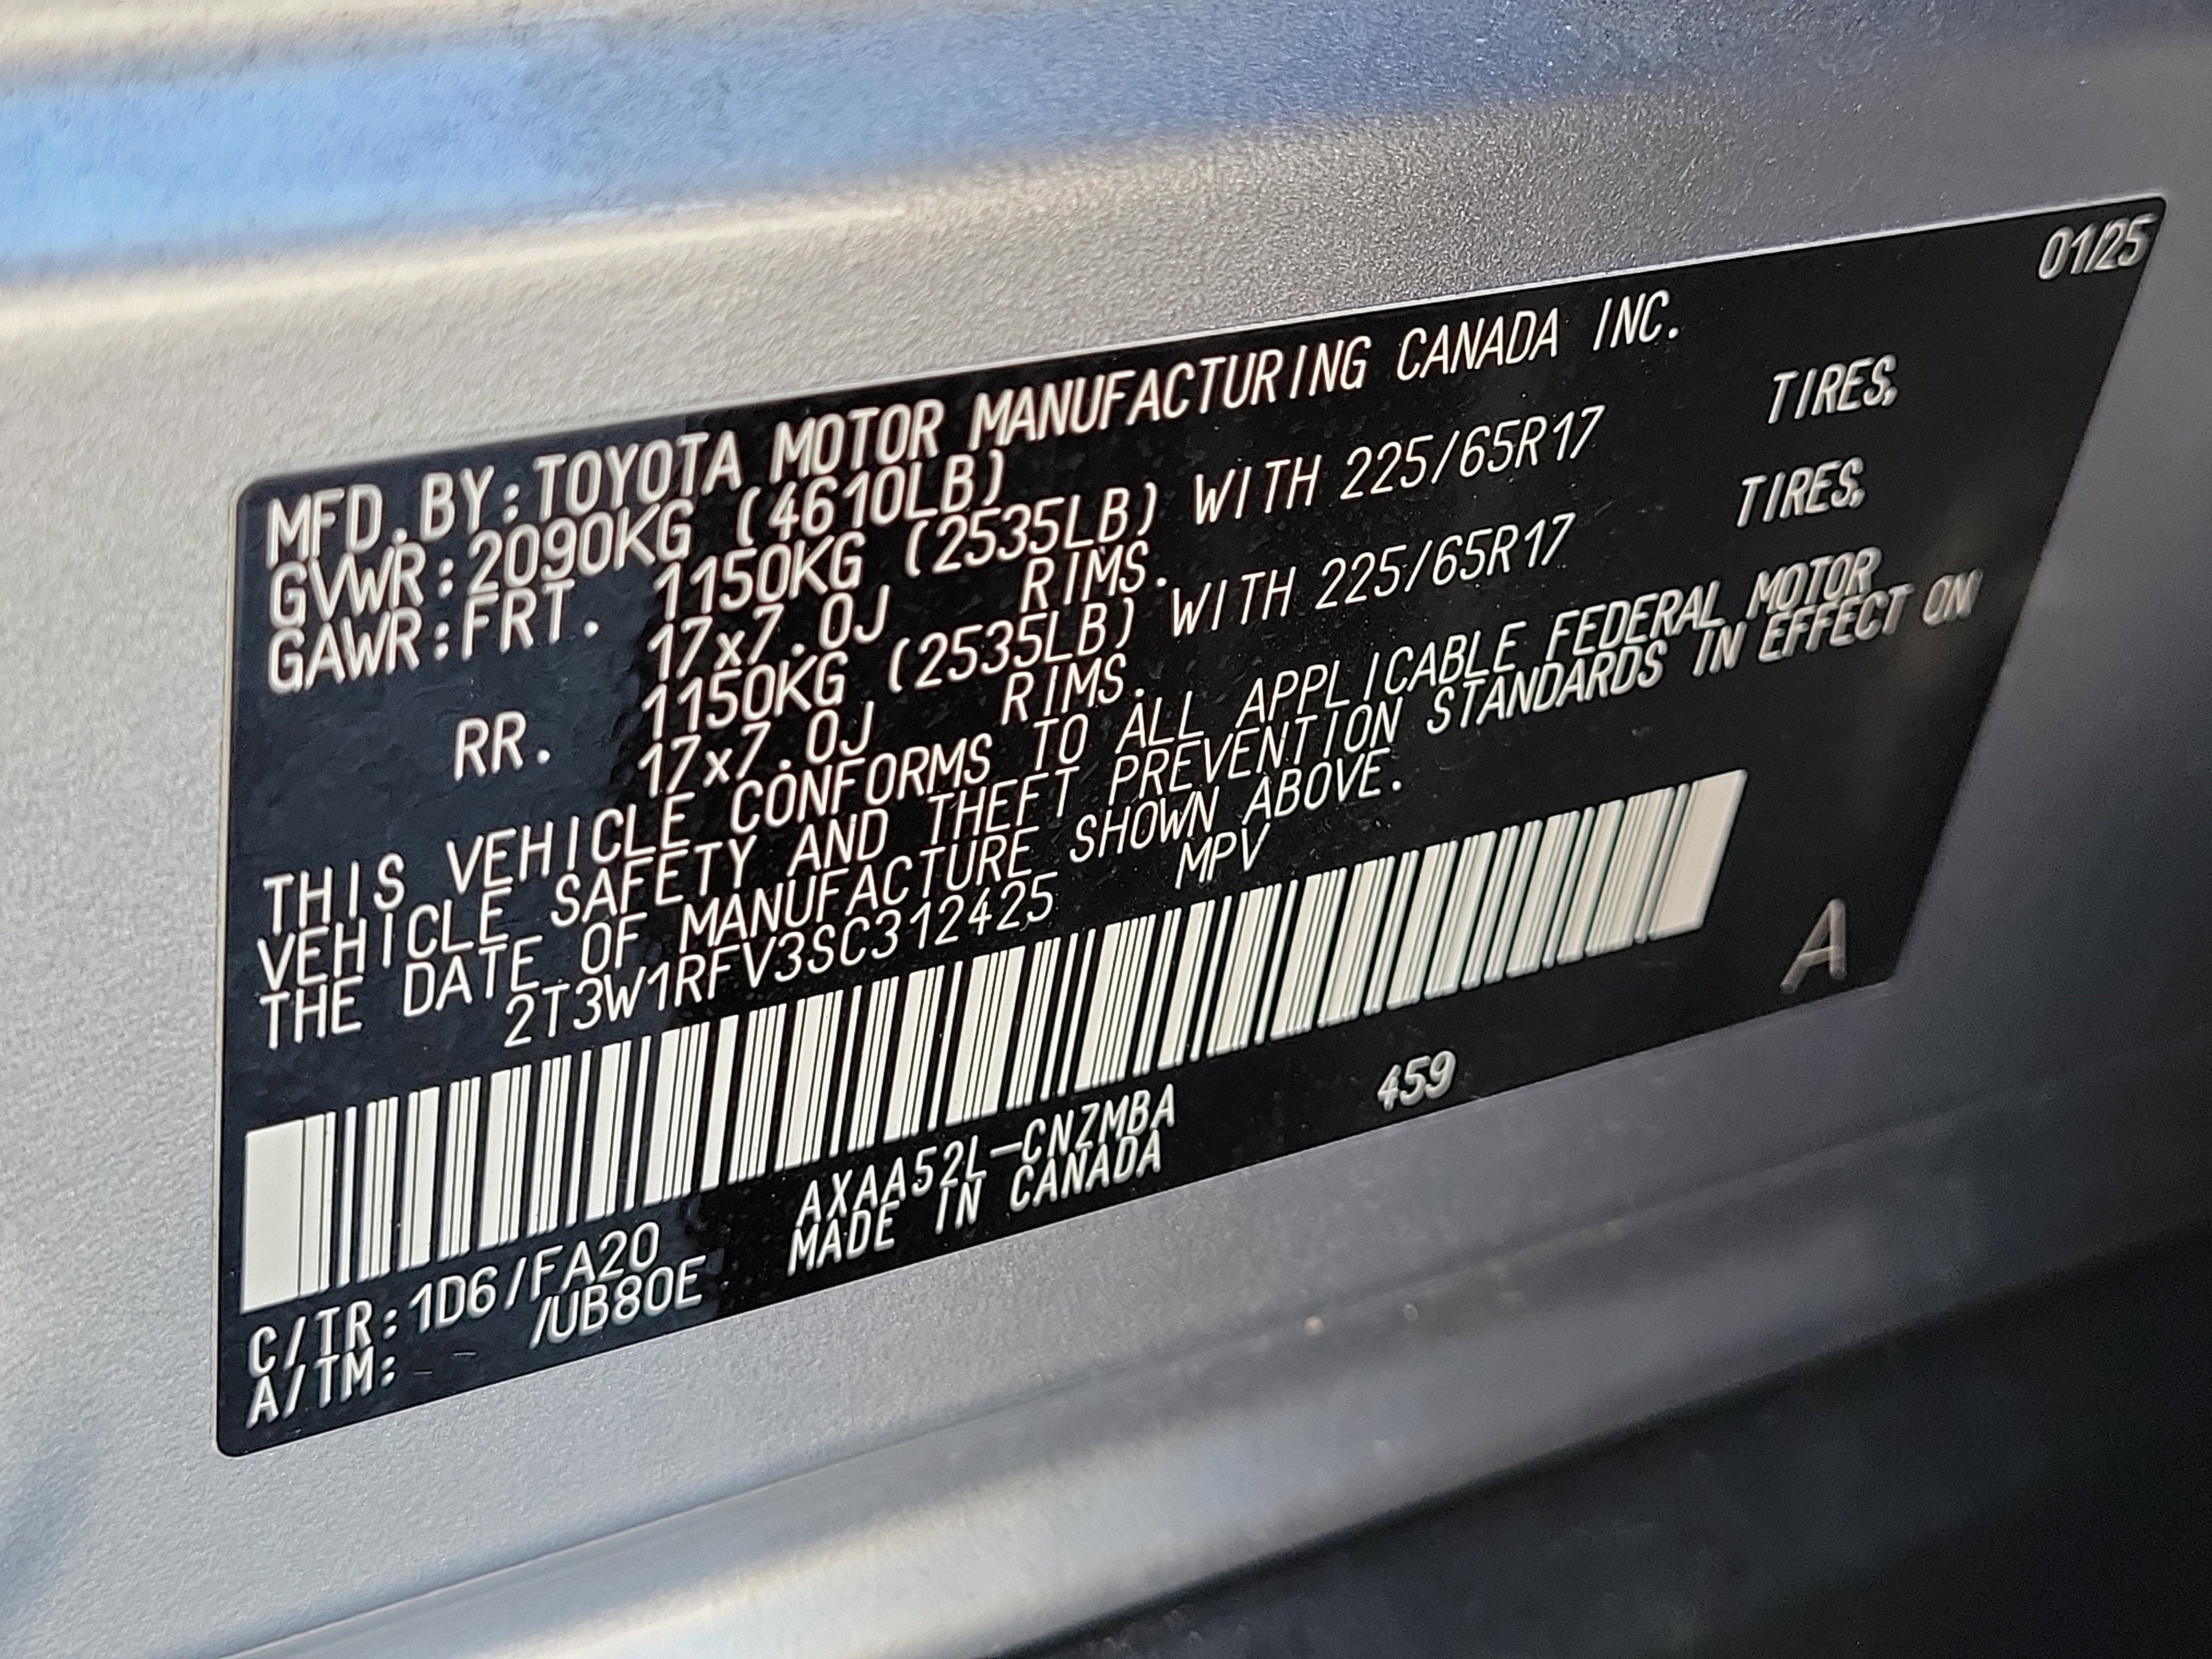 01/25
MFD.BY:TOYOTA MOTOR MANUFACTURING CANADA INC.
GVWR:2090KG (4610LB)
GAWR:FRT. 1150KG (2535LB) WITH 225/65R17 TIRES,
17x7.0J RIMS.
RR. 1150KG (2535LB) WITH 225/65R17 TIRES,
17x7.0J RIMS.
THIS VEHICLE CONFORMS TO ALL APPLICABLE FEDERAL MOTOR
VEHICLE SAFETY AND THEFT PREVENTION STANDARDS IN EFFECT ON
THE DATE OF MANUFACTURE SHOWN ABOVE.
2T3W1RFV3SC312425 MPV
A
C/TR:1D6/FA20 AXAA52L-CNZMBA 459
A/TM: /UB80E MADE IN CANADA